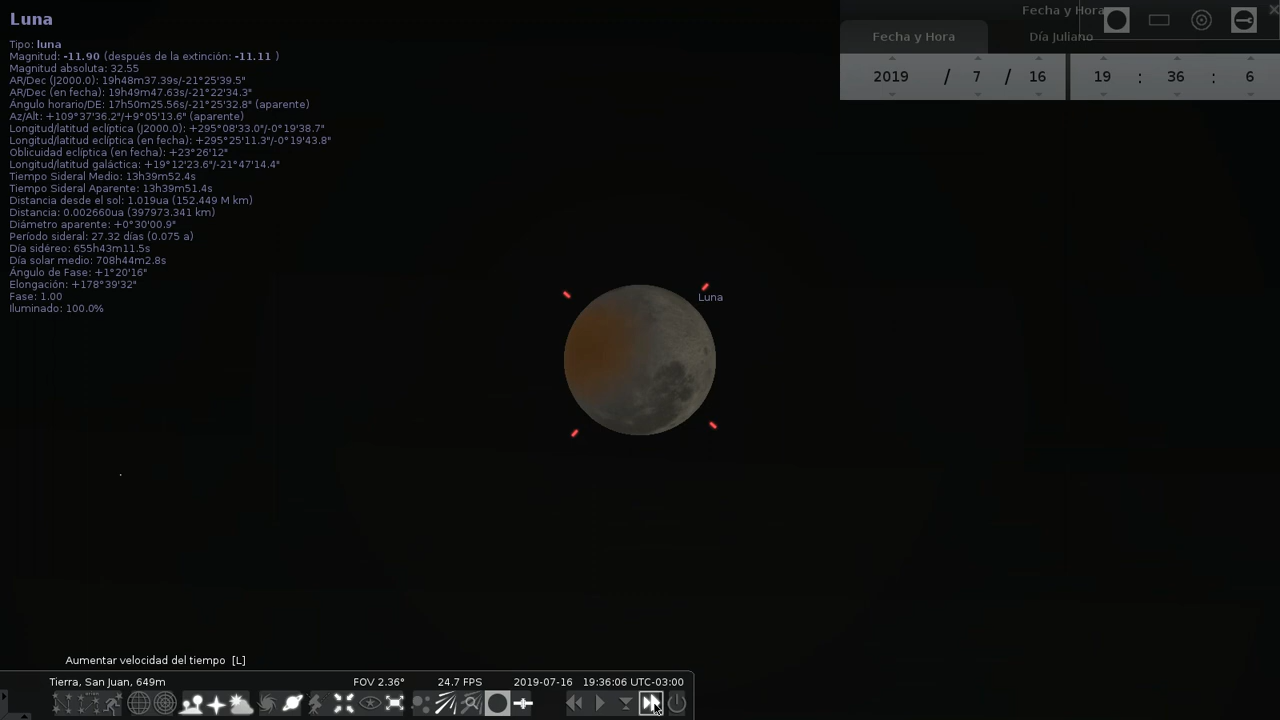 Luna
Tipo: luna
Magnitud: -11.90 (después de la extinción: -11.11 )
Magnitud absoluta: 32.55
AR/Dec (J2000.0): 19h48m37.39s/-21°25'39.5"
AR/Dec (en fecha): 19h49m47.63s/-21°22'34.3"
Ángulo horario/DE: 17h50m25.56s/-21°25'32.8" (aparente)
Az/Alt: +109°37'36.2"/+9°05'13.6" (aparente)
Longitud/latitud eclíptica (J2000.0): +295°08'33.0"/-0°19'38.7"
Longitud/latitud eclíptica (en fecha): +295°25'11.3"/-0°19'43.8"
Oblicuidad eclíptica (en fecha): +23°26'12"
Longitud/latitud galáctica: +19°12'23.6"/-21°47'14.4"
Tiempo Sideral Medio: 13h39m52.4s
Tiempo Sideral Aparente: 13h39m51.4s
Distancia desde el sol: 1.019ua (152.449 M km)
Distancia: 0.002660ua (397973.341 km)
Diámetro aparente: +0°30'00.9"
Período sideral: 27.32 días (0.075 a)
Día sidéreo: 655h43m11.5s
Día solar medio: 708h44m2.8s
Ángulo de Fase: +1°20'16"
Elongación: +178°39'32"
Fase: 1.00
Iluminado: 100.0%
Fecha y Hora
Fecha y Hora Día Juliano
2019 / 7 / 16 19 : 36 : 6
Luna
Aumentar velocidad del tiempo [L]
Tierra, San Juan, 649m FOV 2.36° 24.7 FPS 2019-07-16 19:36:06 UTC-03:00